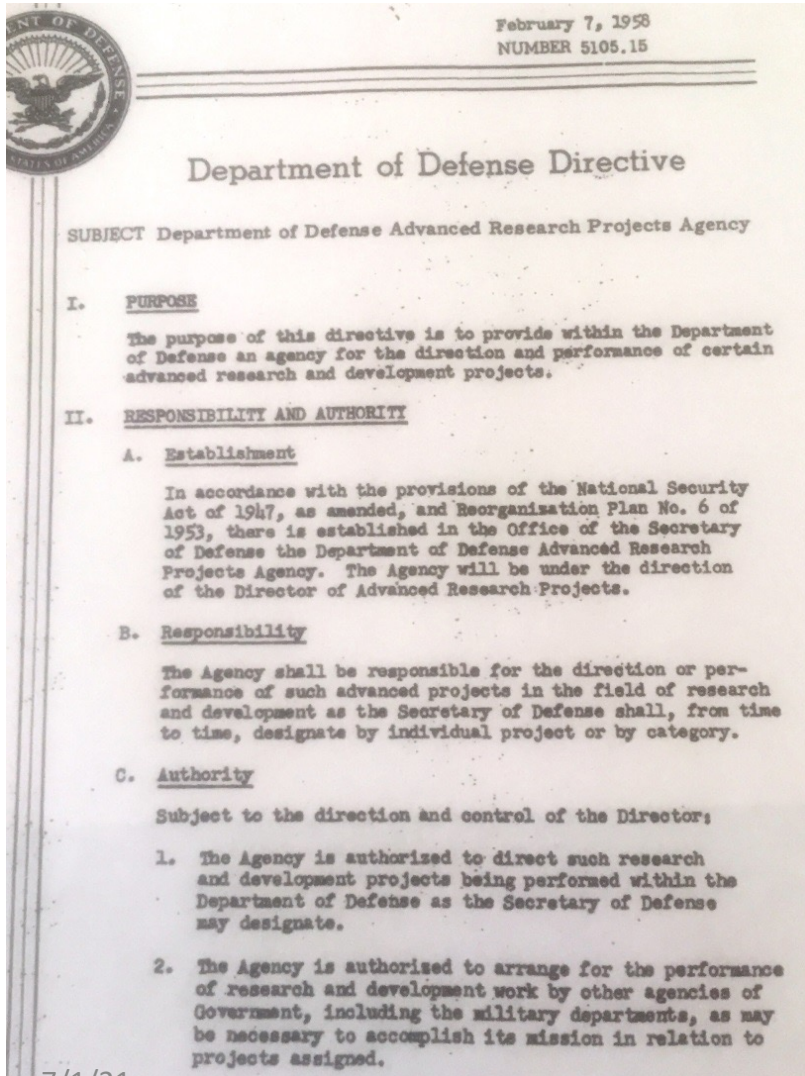 February 7, 1958
NUMBER 5105.15
ENT OF DEFENSE
STATES OF AMERICA
Department of Defense Directive
SUBJECT Department of Defense Advanced Research Projects Agency
I. PURPOSE
The purpose of this directive is to provide within the Department
of Defense an agency for the direction and performance of certain
advanced research and development projects.
II. RESPONSIBILITY AND AUTHORITY
A. Establishment
In accordance with the provisions of the National Security
Act of 1947, as amended, and Reorganization Plan No. 6 of
1953, there is established in the Office of the Secretary
of Defense the Department of Defense Advanced Research
Projects Agency. The Agency will be under the direction
of the Director of Advanced Research Projects.
B. Responsibility
The Agency shall be responsible for the direction or per-
formance of such advanced projects in the field of research
and development as the Secretary of Defense shall, from time
to time, designate by individual project or by category.
C. Authority
Subject to the direction and control of the Director:
1. The Agency is authorized to direct such research
and development projects being performed within the
Department of Defense as the Secretary of Defense
may designate.
2. The Agency is authorized to arrange for the performance
of research and development work by other agencies of
Government, including the military departments, as may
be necessary to accomplish its mission in relation to
projects assigned.